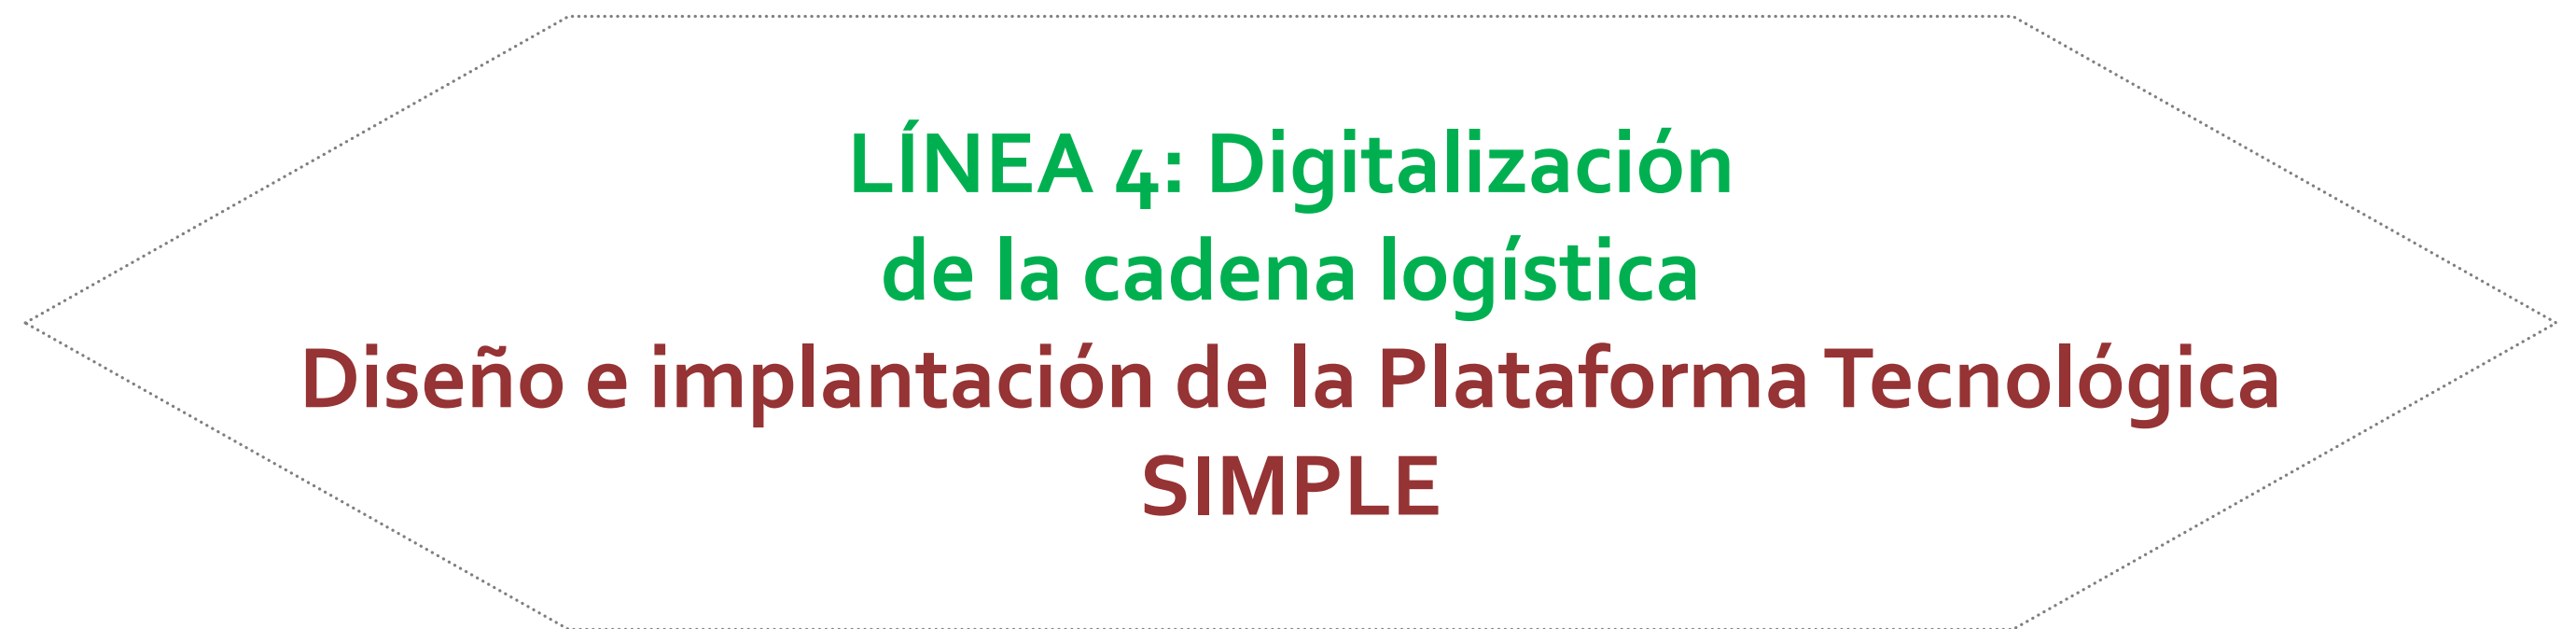 LÍNEA 4: Digitalización
de la cadena logística
Diseño e implantación de la Plataforma Tecnológica
SIMPLE